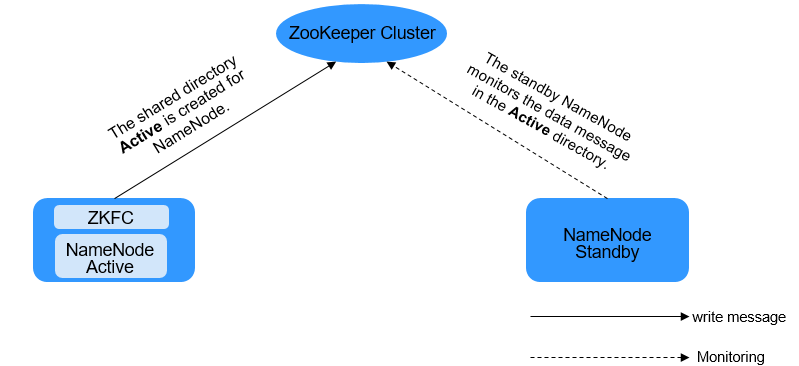 ZooKeeper Cluster
The shared directory
Active is created for
NameNode.
The standby NameNode
monitors the data message
in the Active directory.
ZKFC
NameNode
Active
NameNode
Standby
write message
Monitoring